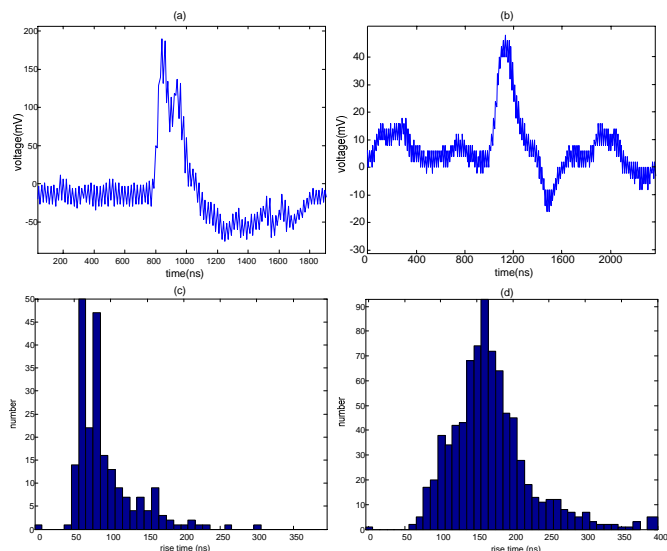 (a)
200
150
100
50
0
-50
voltage(mV)
200 400 600 800 1000 1200 1400 1600 1800
time(ns)
(b)
40
30
20
10
0
-10
-20
-30
voltage(mV)
0 400 800 1200 1600 2000
time(ns)
(c)
50
45
40
35
30
25
20
15
10
5
0
number
0 50 100 150 200 250 300 350
rise time (ns)
(d)
90
80
70
60
50
40
30
20
10
0
number
0 50 100 150 200 250 300 350 400
rise time (ns)